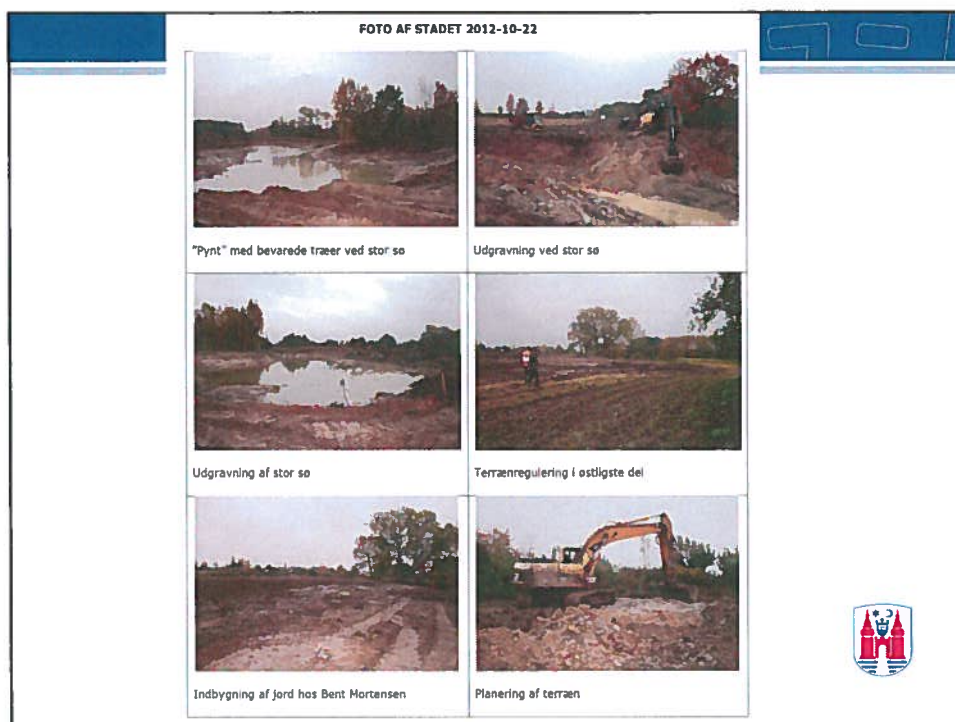 FOTO AF STADET 2012-10-22
"Pynt" med bevarede træer ved stor sø
Udgravning ved stor sø
Udgravning af stor sø
Terrænregulering i østligste del
Indbygning af jord hos Bent Mortensen
Planering af terræn